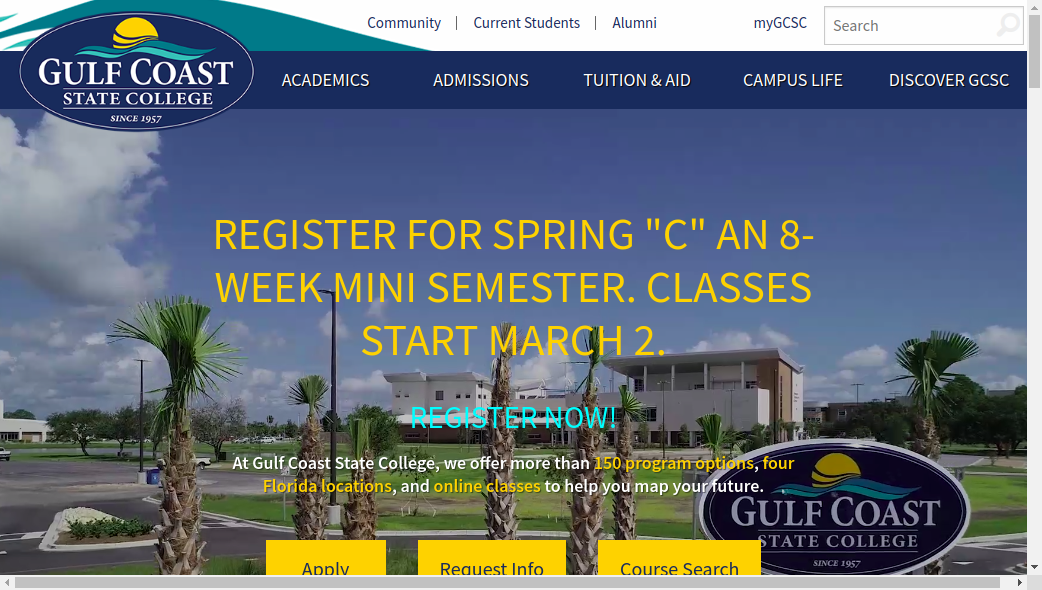 Community
Current Students
Alumni
myGCSC
Search
GULF COAST
STATE COLLEGE
SINCE 1957
ACADEMICS
ADMISSIONS
TUITION & AID
CAMPUS LIFE
DISCOVER GCSC
REGISTER FOR SPRING "C" AN 8-
WEEK MINI SEMESTER. CLASSES
START MARCH 2.
REGISTER NOW!
At Gulf Coast State College, we offer more than 150 program options, four
Florida locations, and online classes to help you map your future.
GULF COAST
STATE COLLEGE
SINCE 1957
Apply
Request Info
Course Search